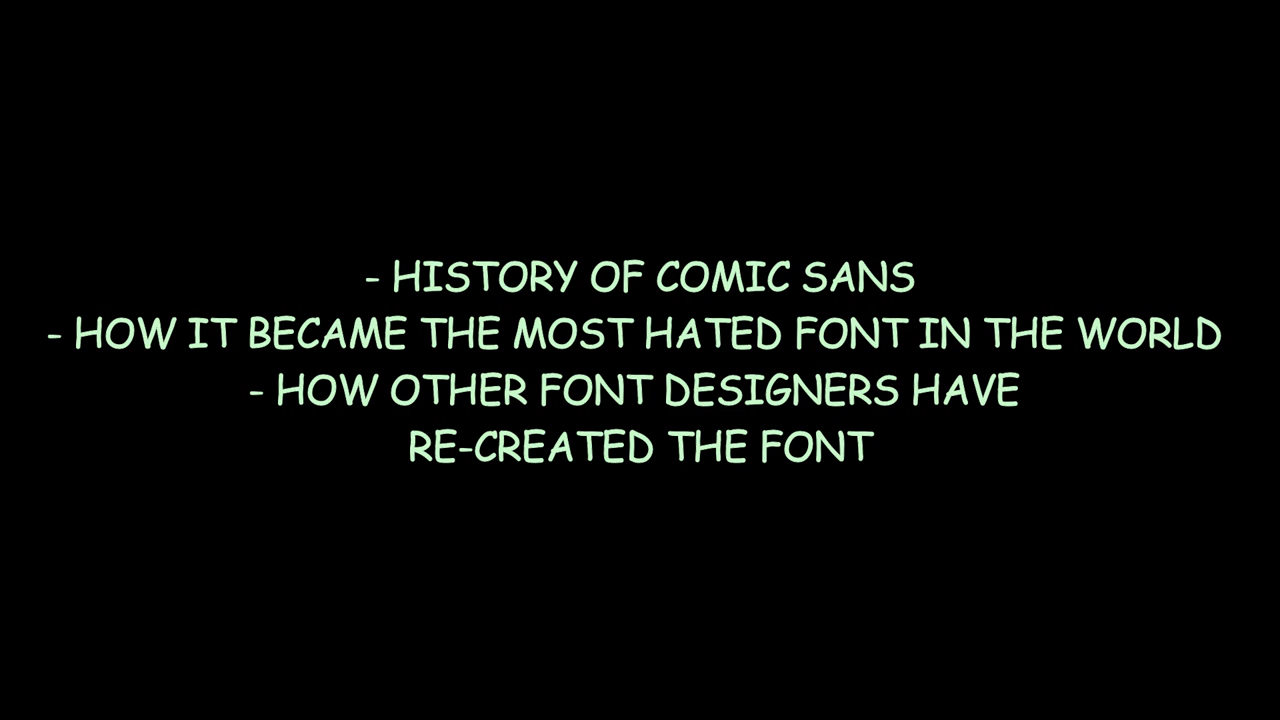 - HISTORY OF COMIC SANS
- HOW IT BECAME THE MOST HATED FONT IN THE WORLD
- HOW OTHER FONT DESIGNERS HAVE
RE-CREATED THE FONT